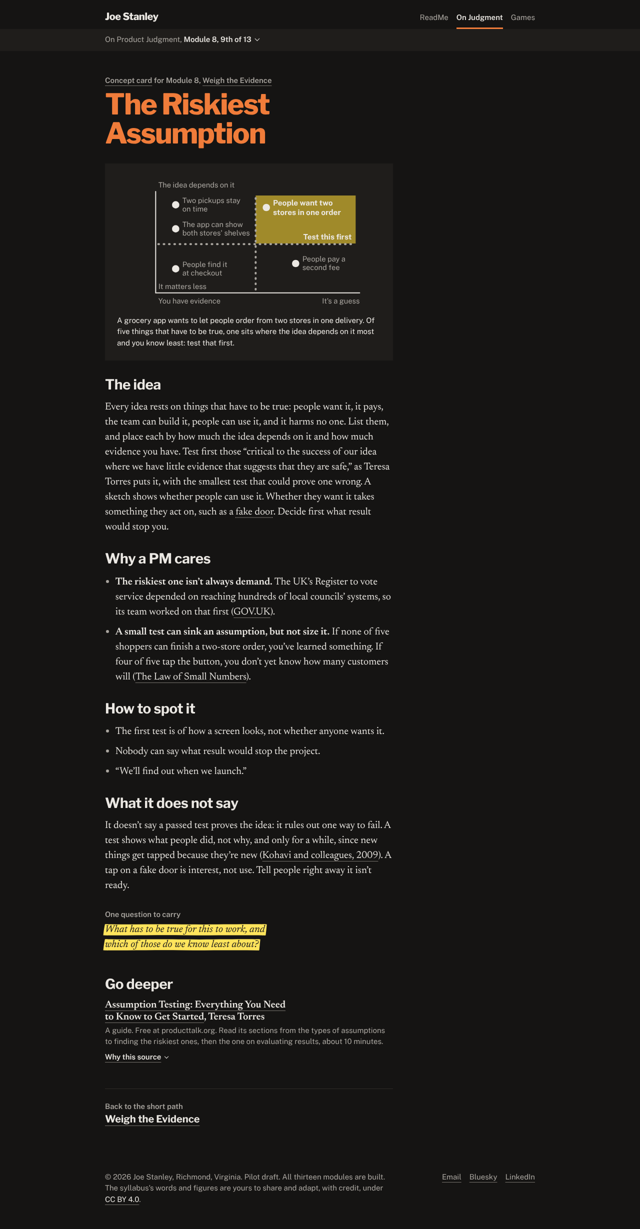 Joe Stanley
ReadMe On Judgment Games
On Product Judgment, Module 8, 9th of 13
Concept card for Module 8, Weigh the Evidence
The Riskiest
Assumption
The idea depends on it
Two pickups stay
on time
The app can show
both stores’ shelves
People want two
stores in one order
Test this first
People find it
at checkout
People pay a
second fee
It matters less
You have evidence
It’s a guess
A grocery app wants to let people order from two stores in one delivery. Of
five things that have to be true, one sits where the idea depends on it most
and you know least: test that first.
The idea
Every idea rests on things that have to be true: people want it, it pays,
the team can build it, people can use it, and it harms no one. List them,
and place each by how much the idea depends on it and how much
evidence you have. Test first those “critical to the success of our idea
where we have little evidence that suggests that they are safe,” as Teresa
Torres puts it, with the smallest test that could prove one wrong. A
sketch shows whether people can use it. Whether they want it takes
something they act on, such as a fake door. Decide first what result
would stop you.
Why a PM cares
• The riskiest one isn’t always demand. The UK’s Register to vote
service depended on reaching hundreds of local councils’ systems, so
its team worked on that first (GOV.UK).
• A small test can sink an assumption, but not size it. If none of five
shoppers can finish a two-store order, you’ve learned something. If
four of five tap the button, you don’t yet know how many customers
will (The Law of Small Numbers).
How to spot it
• The first test is of how a screen looks, not whether anyone wants it.
• Nobody can say what result would stop the project.
• “We’ll find out when we launch.”
What it does not say
It doesn’t say a passed test proves the idea: it rules out one way to fail. A
test shows what people did, not why, and only for a while, since new
things get tapped because they’re new (Kohavi and colleagues, 2009). A
tap on a fake door is interest, not use. Tell people right away it isn’t
ready.
One question to carry
What has to be true for this to work, and
which of those do we know least about?
Go deeper
Assumption Testing: Everything You Need
to Know to Get Started, Teresa Torres
A guide. Free at producttalk.org. Read its sections from the types of assumptions
to finding the riskiest ones, then the one on evaluating results, about 10 minutes.
Why this source
Back to the short path
Weigh the Evidence
© 2026 Joe Stanley, Richmond, Virginia. Pilot draft. All thirteen modules are built.
The syllabus’s words and figures are yours to share and adapt, with credit, under
CC BY 4.0.
Email Bluesky LinkedIn